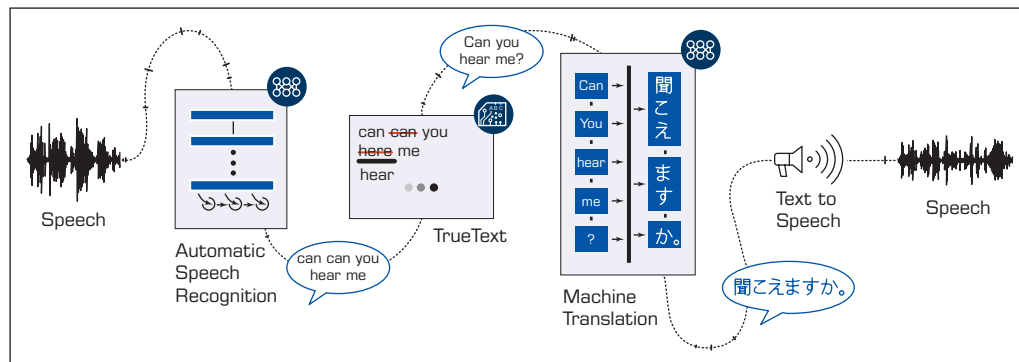 Speech
Automatic
Speech
Recognition
can can you
hear me
can can you
here me
hear
TrueText
Can you
hear me?
A B C
Can
You
hear
me
?
聞こえ
ます
か。
Machine
Translation
聞こえますか。
Text to
Speech
Speech